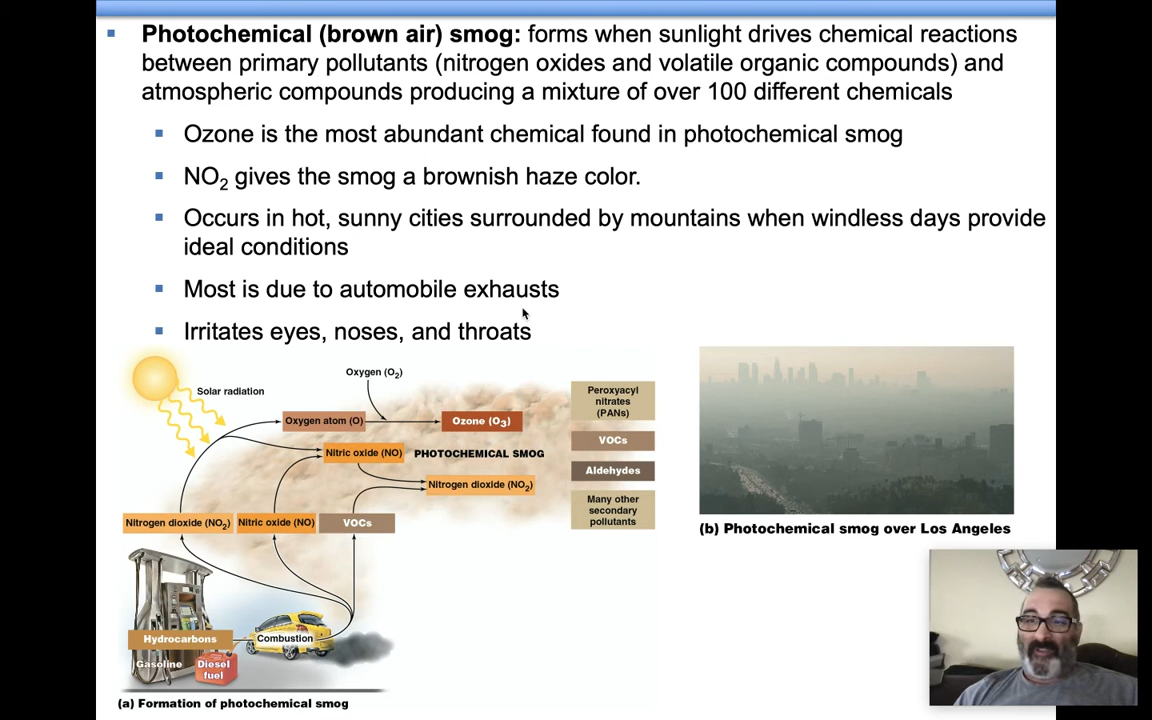 Photochemical (brown air) smog: forms when sunlight drives chemical reactions
between primary pollutants (nitrogen oxides and volatile organic compounds) and
atmospheric compounds producing a mixture of over 100 different chemicals
Ozone is the most abundant chemical found in photochemical smog
NO₂ gives the smog a brownish haze color.
Occurs in hot, sunny cities surrounded by mountains when windless days provide
ideal conditions
Most is due to automobile exhausts
Irritates eyes, noses, and throats
Solar radiation
Oxygen (O₂)
Oxygen atom (O)
Ozone (O₃)
Nitric oxide (NO)
PHOTOCHEMICAL SMOG
Nitrogen dioxide (NO₂)
Peroxyacyl
nitrates
(PANs)
VOCs
Aldehydes
Many other
secondary
pollutants
Nitrogen dioxide (NO₂)
Nitric oxide (NO)
VOCs
Hydrocarbons
Combustion
Gasoline
Diesel
fuel
(a) Formation of photochemical smog
(b) Photochemical smog over Los Angeles